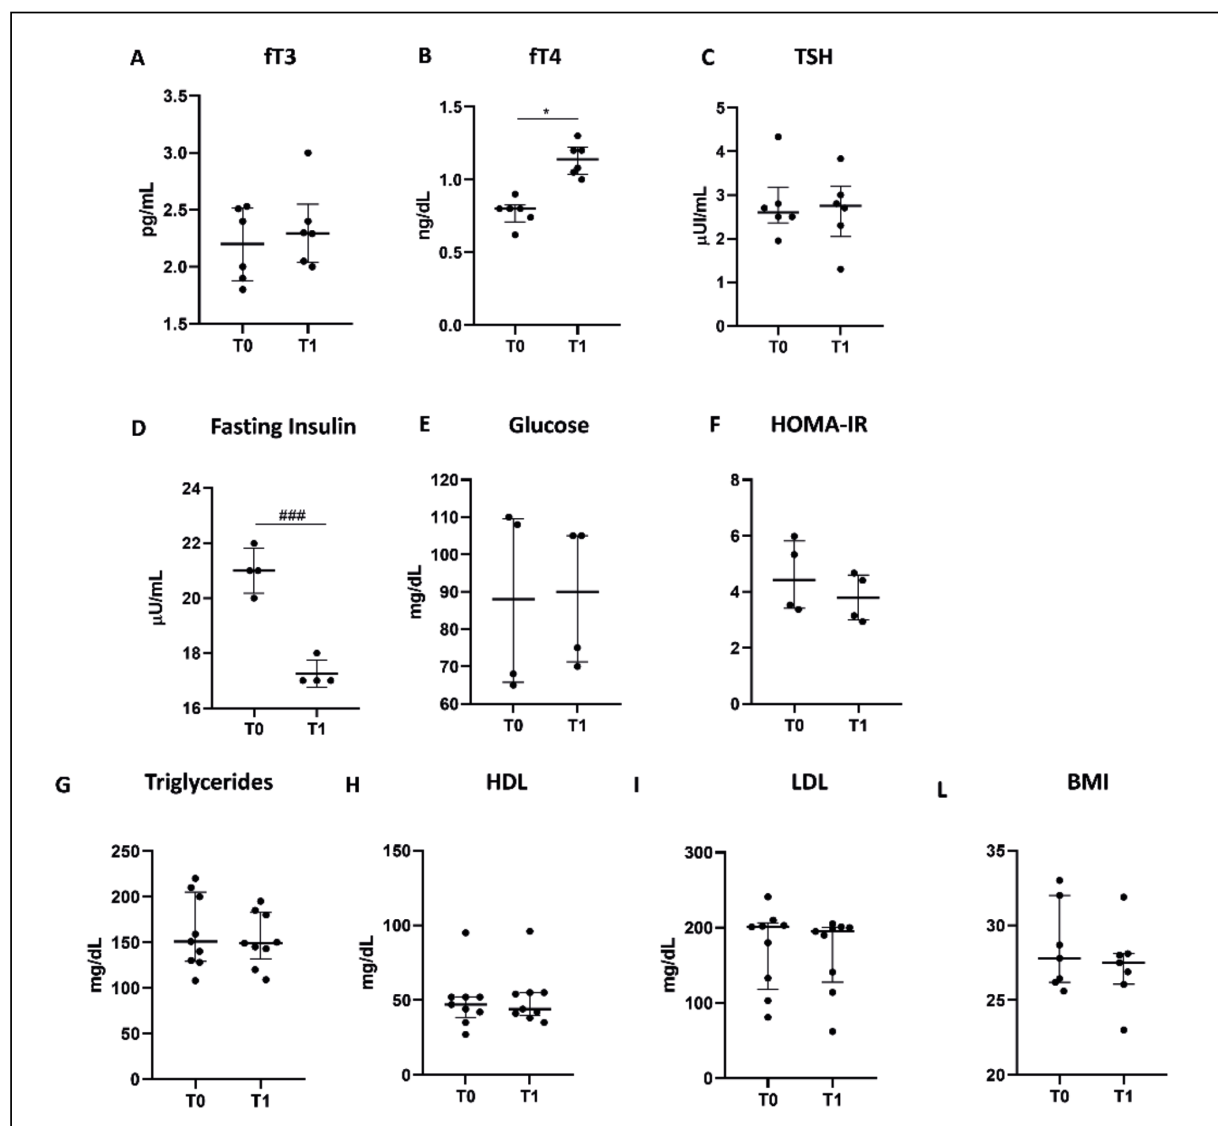 A fT3
B fT4
C TSH
pg/mL
3.5
3.0
2.5
2.0
1.5
T0 T1
ng/dL
1.5
1.0
0.5
0.0
*
T0 T1
μUI/mL
5
4
3
2
1
0
T0 T1
D Fasting Insulin
E Glucose
F HOMA-IR
μU/mL
24
22
20
18
16
###
T0 T1
mg/dL
120
110
100
90
80
70
60
T0 T1
8
6
4
2
0
T0 T1
G Triglycerides
H HDL
I LDL
L BMI
mg/dL
250
200
150
100
50
0
T0 T1
mg/dL
150
100
50
0
T0 T1
mg/dL
300
200
100
0
T0 T1
35
30
25
20
T0 T1